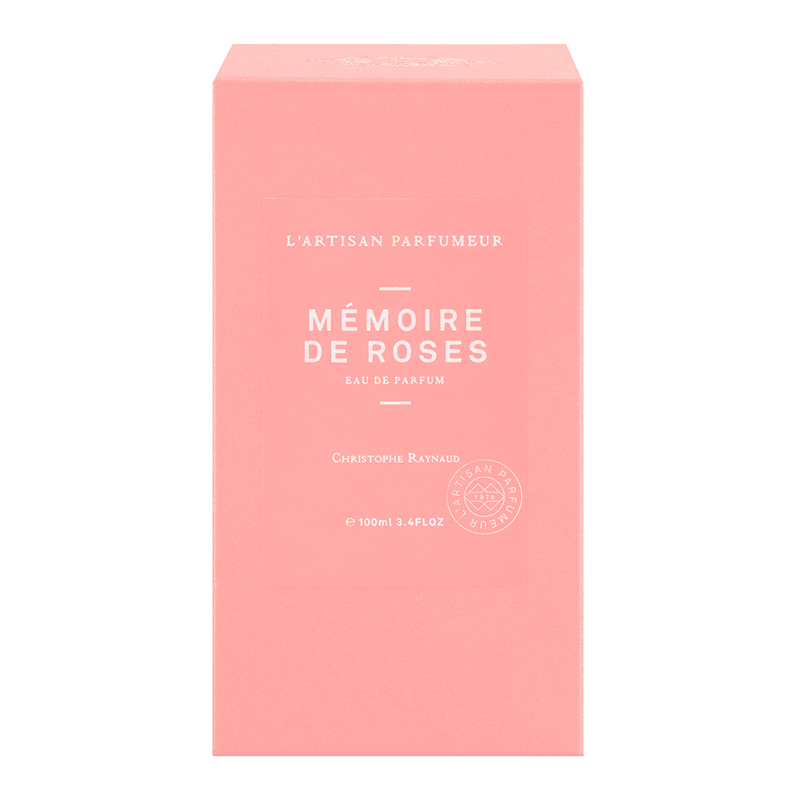 L'ARTISAN PARFUMEUR
MÉMOIRE
DE ROSES
EAU DE PARFUM
CHRISTOPHE RAYNAUD
L'ARTISAN PARFUMEUR
1976
℮ 100ml 3.4FLOZ